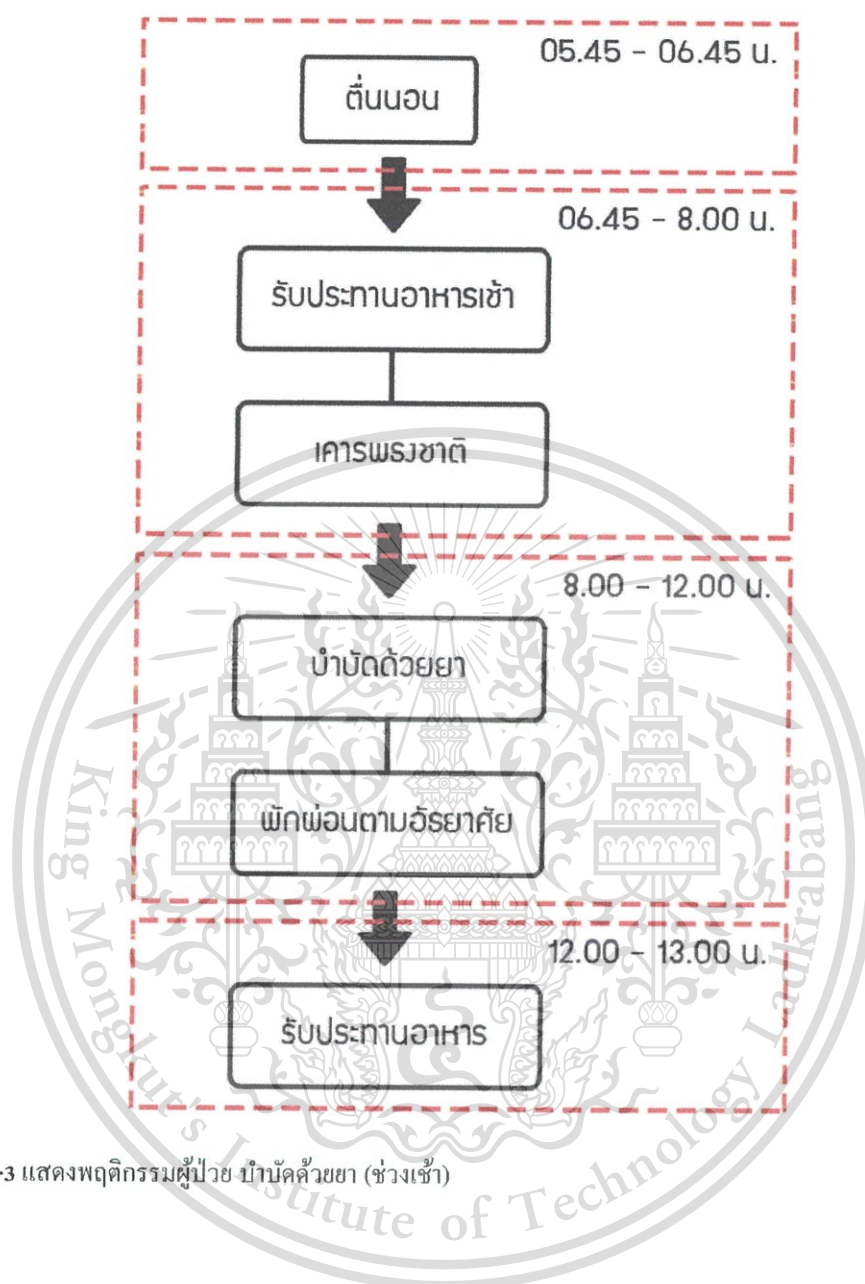 05.45 - 06.45 น.
ตื่นนอน
06.45 - 8.00 น.
รับประทานอาหารเช้า
เคารพธงชาติ
8.00 - 12.00 น.
บำบัดด้วยยา
พักผ่อนตามอัธยาศัย
12.00 - 13.00 น.
รับประทานอาหาร
-3 แสดงพฤติกรรมผู้ป่วย บำบัดด้วยยา (ช่วงเช้า)
King Mongkut's Institute of Technology Ladkrabang